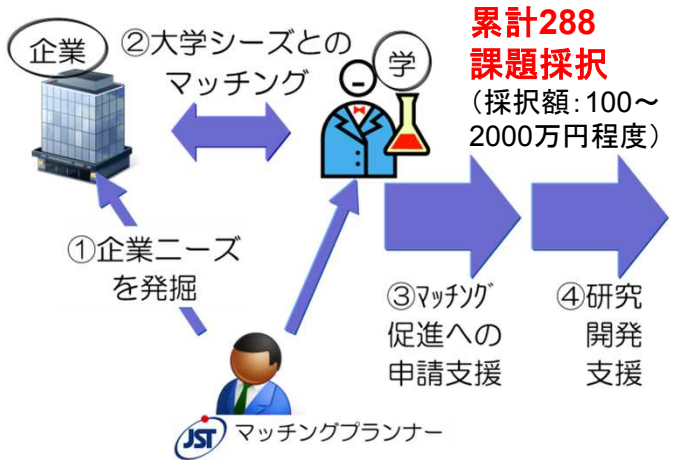 企業
②大学シーズとの
マッチング
学
累計288
課題採択
（採択額：100～
2000万円程度）
①企業ニーズ
を発掘
③ﾏｯﾁﾝｸﾞ
促進への
申請支援
④研究
開発
支援
JST マッチングプランナー